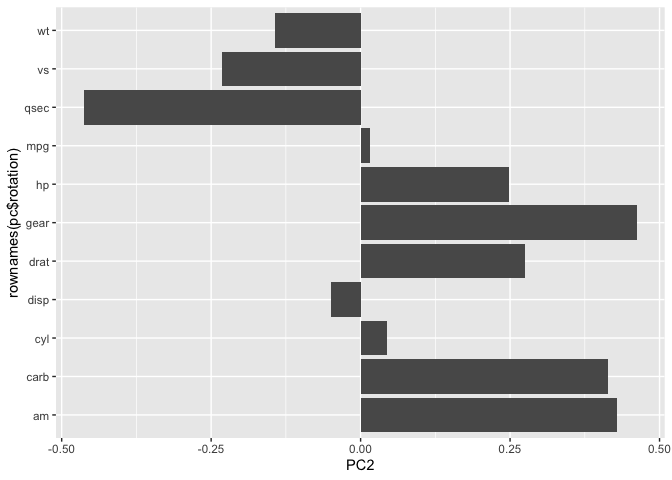 rownames(pc$rotation)
wt
vs
qsec
mpg
hp
gear
drat
disp
cyl
carb
am
-0.50 -0.25 0.00 0.25 0.50
PC2